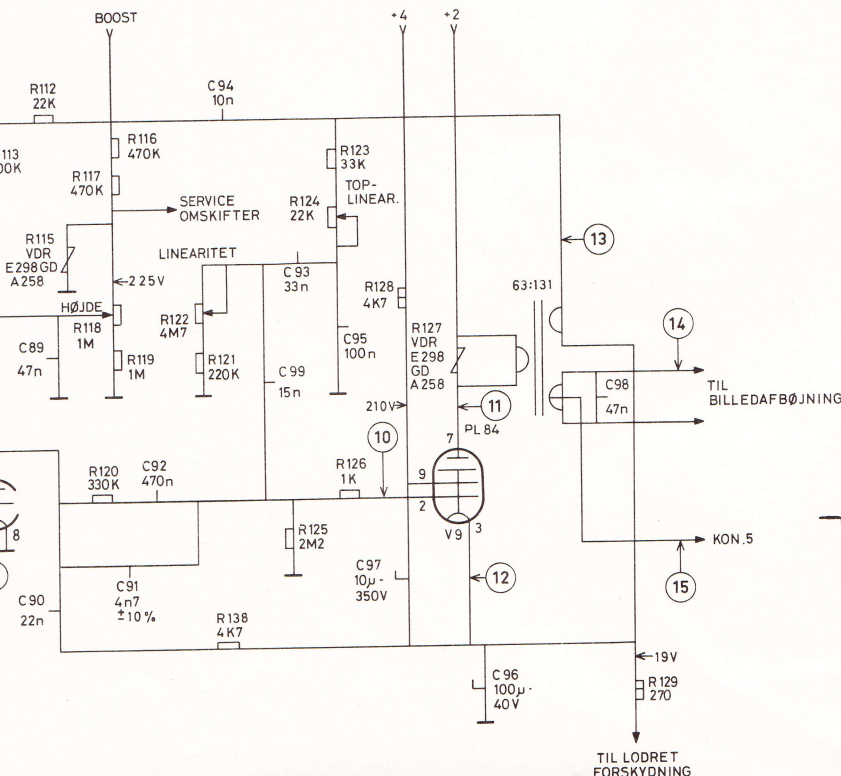 BOOST
+4
+2
R112
22K
C94
10n
R116
470K
R117
470K
R123
33K
TOP-
LINEAR.
R124
22K
SERVICE
OMSKIFTER
R115
VDR
E298GD
A258
LINEARITET
225V
C93
33n
HØJDE
R118
1M
R122
4M7
R128
4K7
R127
VDR
E298
GD
A258
63:131
13
14
C89
47n
R119
1M
R121
220K
C95
100n
C99
15n
C98
47n
TIL
BILLEDAFBØJNING
210V
11
PL84
7
10
R120
330K
C92
470n
R126
1K
9
2
V9
3
8
R125
2M2
KON.5
C91
4n7
±10%
C97
10µ-
350V
12
15
C90
22n
R138
4K7
19V
C96
100µ-
40V
R129
270
TIL LODRET
FORSKYDNING